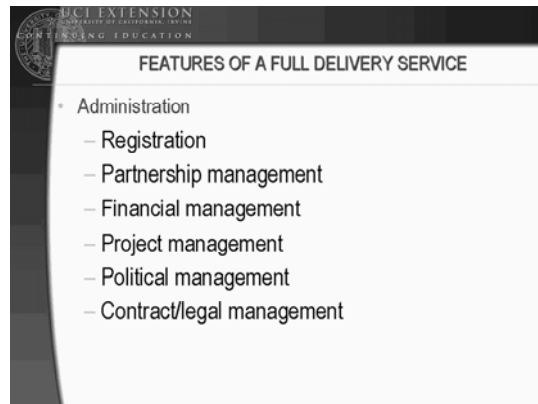 UCI EXTENSION
UNIVERSITY OF CALIFORNIA, IRVINE
CONTINUING EDUCATION
FEATURES OF A FULL DELIVERY SERVICE
• Administration
– Registration
– Partnership management
– Financial management
– Project management
– Political management
– Contract/legal management